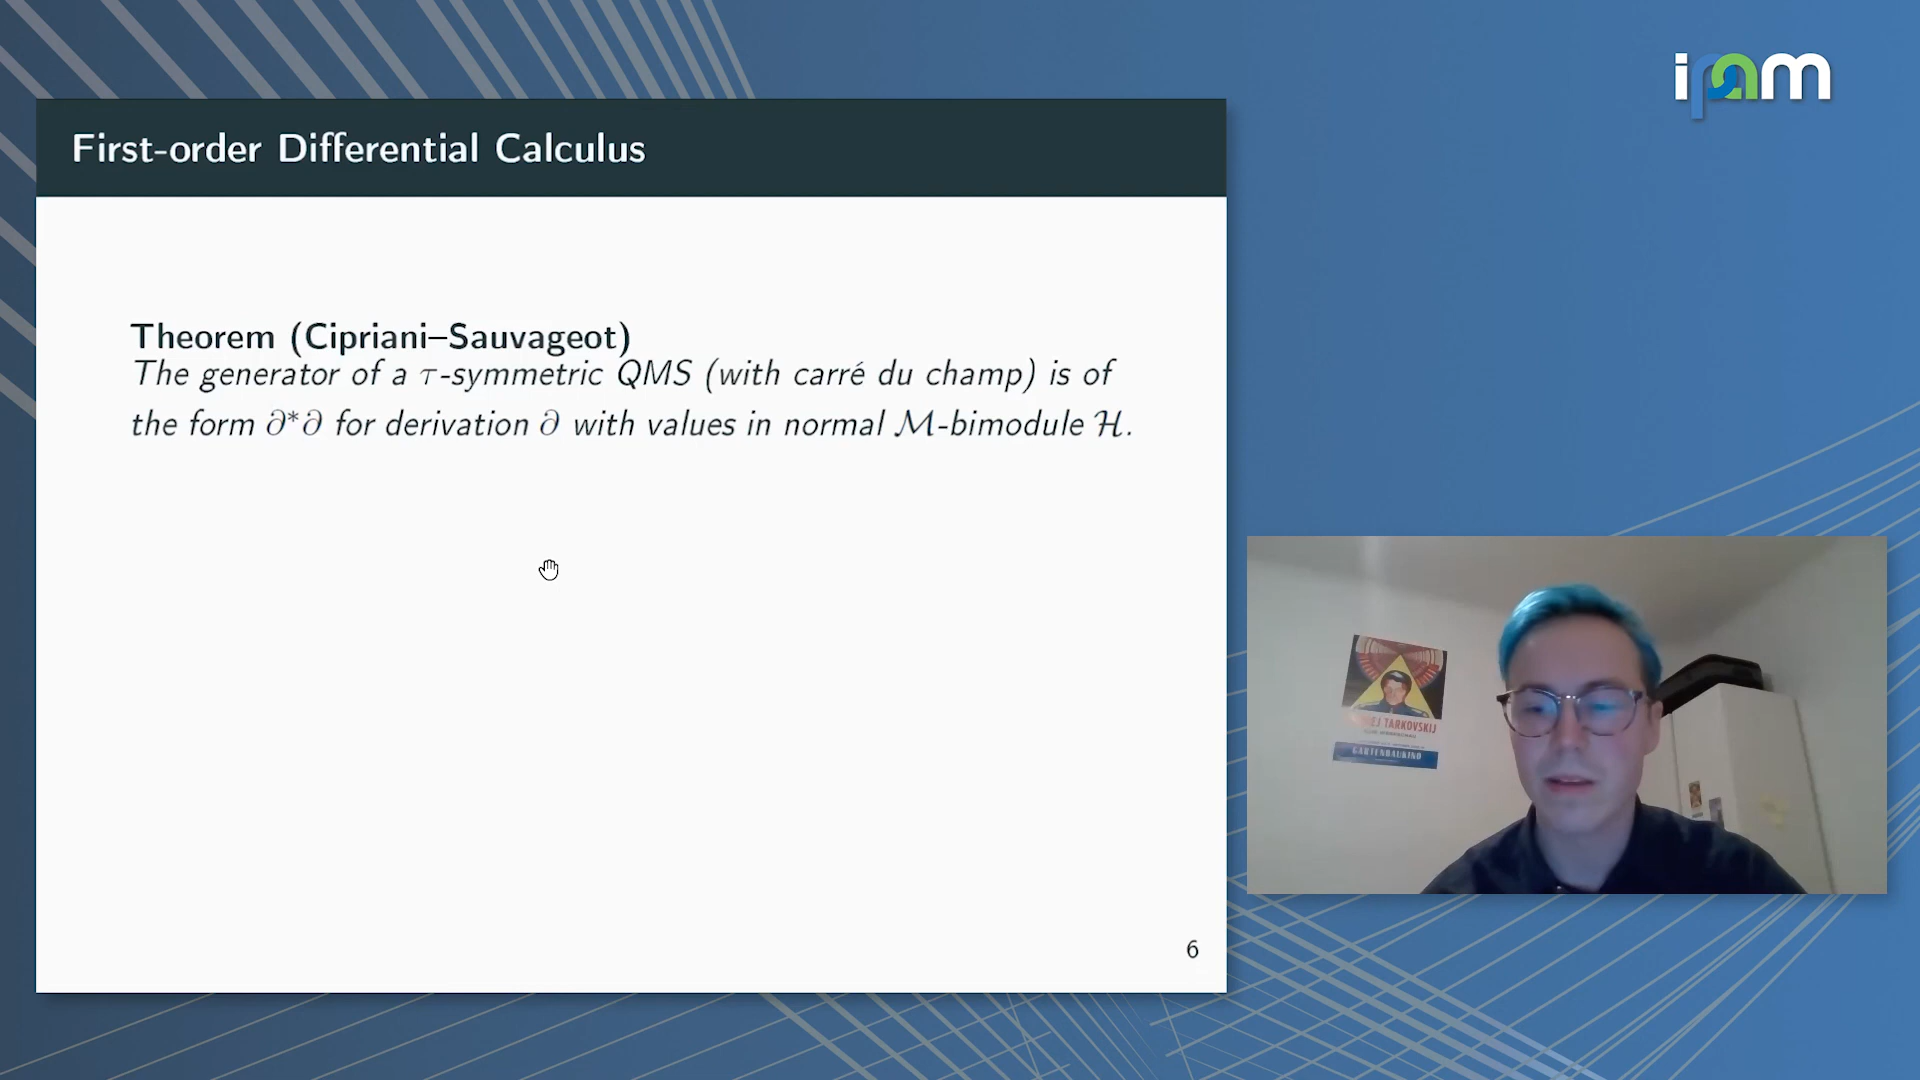 ipam
First-order Differential Calculus
Theorem (Cipriani–Sauvageot)
The generator of a τ-symmetric QMS (with carré du champ) is of
the form ∂*∂ for derivation ∂ with values in normal ℳ-bimodule ℋ.
TARKOVSKIJ
GARTENBAUKINO
6